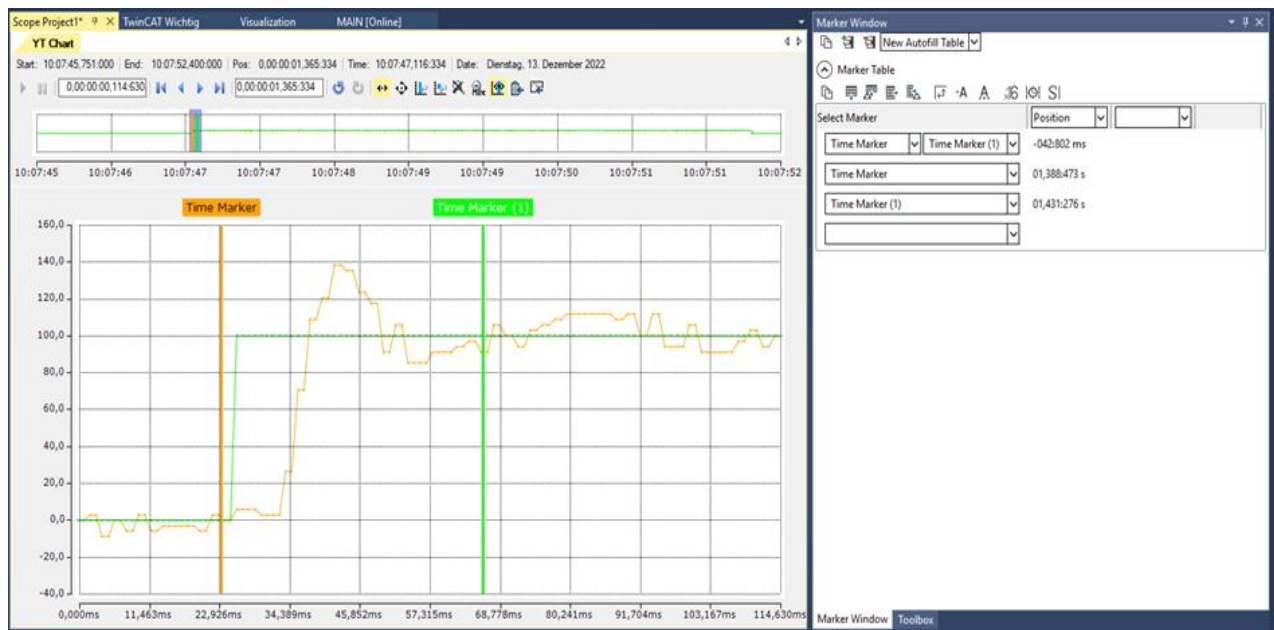 Scope Project1* TwinCAT Wichtig Visualization MAIN [Online]
YT Chart
Start: 10:07:45,751:000 End: 10:07:52,400:000 Pos: 0,00:00:01,365:334 Time: 10:07:47,116:334 Date: Dienstag, 13. Dezember 2022
0,00:00:00,114:630 0,00:00:01,365:334
10:07:45 10:07:46 10:07:47 10:07:47 10:07:48 10:07:49 10:07:49 10:07:50 10:07:51 10:07:51 10:07:52
Time Marker Time Marker (1)
160,0
140,0
120,0
100,0
80,0
60,0
40,0
20,0
0,0
-20,0
-40,0
0,000ms 11,463ms 22,926ms 34,389ms 45,852ms 57,315ms 68,778ms 80,241ms 91,704ms 103,167ms 114,630ms
Marker Window
New Autofill Table
Marker Table
Select Marker Position
Time Marker Time Marker (1) -042:802 ms
Time Marker 01,388:473 s
Time Marker (1) 01,431:276 s
Marker Window Toolbox